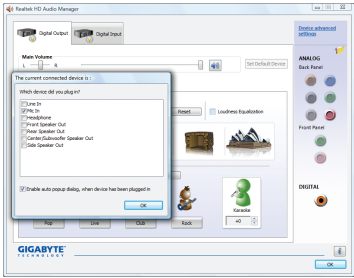 Realtek HD Audio Manager
Digital Output
Digital Input
Device advanced settings
Main Volume
L
R
Set Default Device
ANALOG
Back Panel
The current connected device is :
Which device did you plug in?
Line In
Mic In
Headphone
Front Speaker Out
Rear Speaker Out
Center/Subwoofer Speaker Out
Side Speaker Out
Enable auto popup dialog, when device has been plugged in
OK
Reset
Loudness Equalization
Front Panel
Karaoke
+0
DIGITAL
Pop
Live
Club
Rock
GIGABYTE
TECHNOLOGY
OK